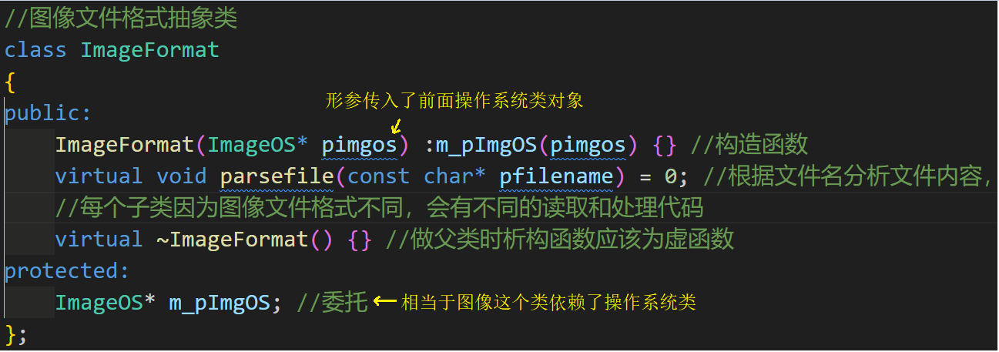 //图像文件格式抽象类
class ImageFormat
{
形参传入了前面操作系统类对象
public:
ImageFormat(ImageOS* pimgos) :m_pImgOS(pimgos) {} //构造函数
virtual void parsefile(const char* pfilename) = 0; //根据文件名分析文件内容，
//每个子类因为图像文件格式不同，会有不同的读取和处理代码
virtual ~ImageFormat() {} //做父类时析构函数应该为虚函数
protected:
ImageOS* m_pImgOS; //委托 相当于图像这个类依赖了操作系统类
};